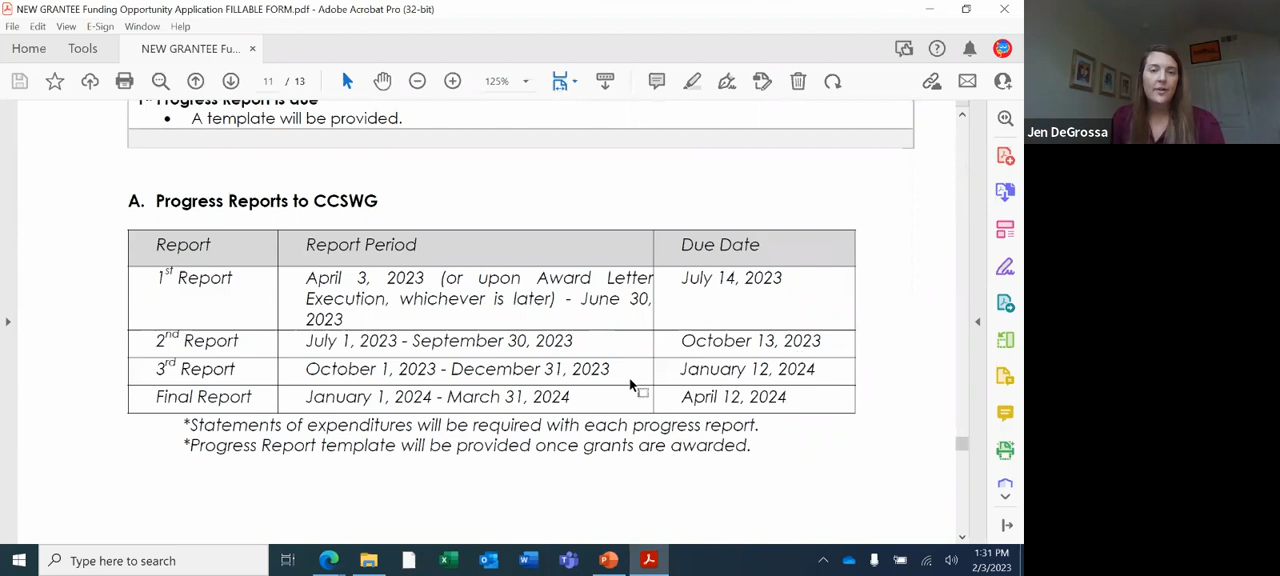 NEW GRANTEE Funding Opportunity Application FILLABLE FORM.pdf - Adobe Acrobat Pro (32-bit)
File Edit View E-Sign Window Help
Home Tools NEW GRANTEE Fu... ×
11 / 13 125%
1st Progress Report is due
• A template will be provided.
Jen DeGrossa
A. Progress Reports to CCSWG
Report Report Period Due Date
1st Report April 3, 2023 (or upon Award Letter July 14, 2023
Execution, whichever is later) - June 30,
2023
2nd Report July 1, 2023 - September 30, 2023 October 13, 2023
3rd Report October 1, 2023 - December 31, 2023 January 12, 2024
Final Report January 1, 2024 - March 31, 2024 April 12, 2024
*Statements of expenditures will be required with each progress report.
*Progress Report template will be provided once grants are awarded.
Type here to search
1:31 PM
2/3/2023